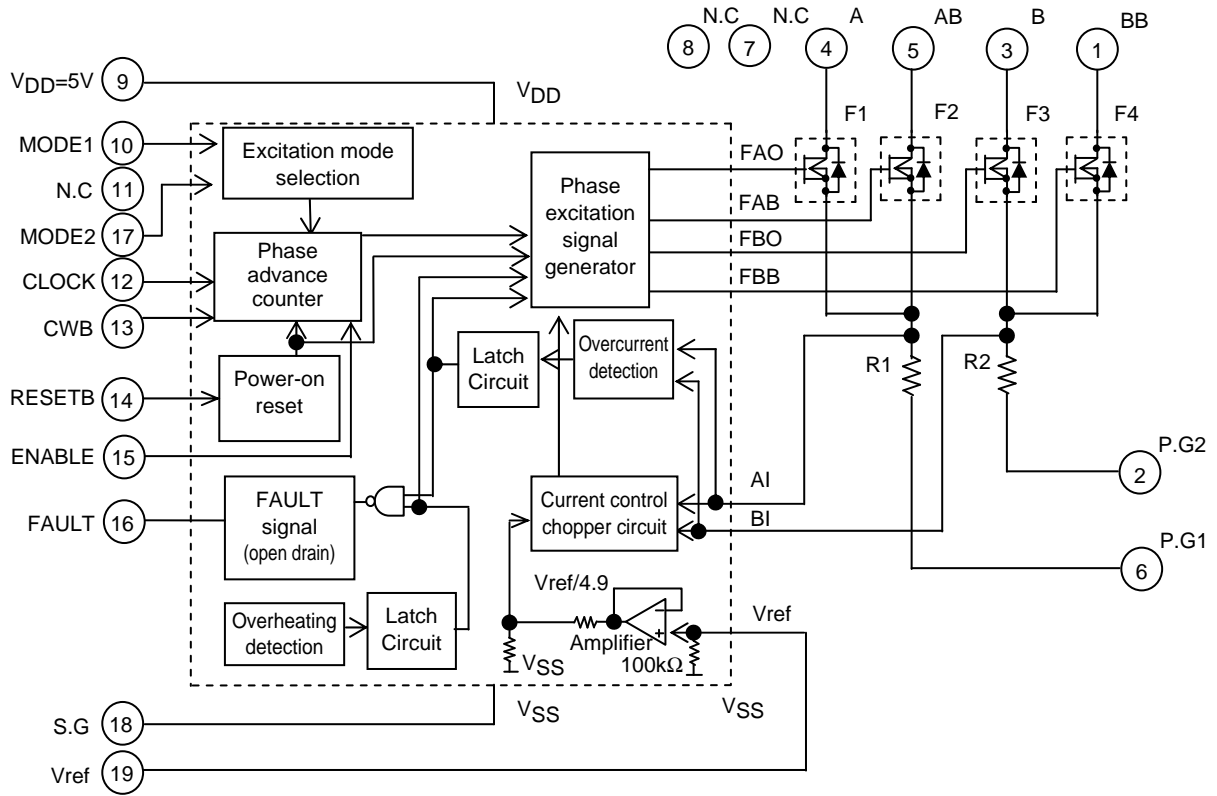 N.C N.C A AB B BB
8 7 4 5 3 1
VDD=5V 9
VDD
MODE1 10
N.C 11
MODE2 17
CLOCK 12
CWB 13
RESETB 14
ENABLE 15
FAULT 16
Excitation mode
selection
Phase
advance
counter
Power-on
reset
Phase
excitation
signal
generator
FAO
FAB
FBO
FBB
F1 F2 F3 F4
Latch
Circuit
Overcurrent
detection
R1 R2
P.G2
2
P.G1
6
AI
BI
FAULT
signal
(open drain)
Current control
chopper circuit
Overheating
detection
Latch
Circuit
Vref/4.9
Amplifier
+
Vref
100kΩ
VSS
VSS
VSS
S.G 18
Vref 19